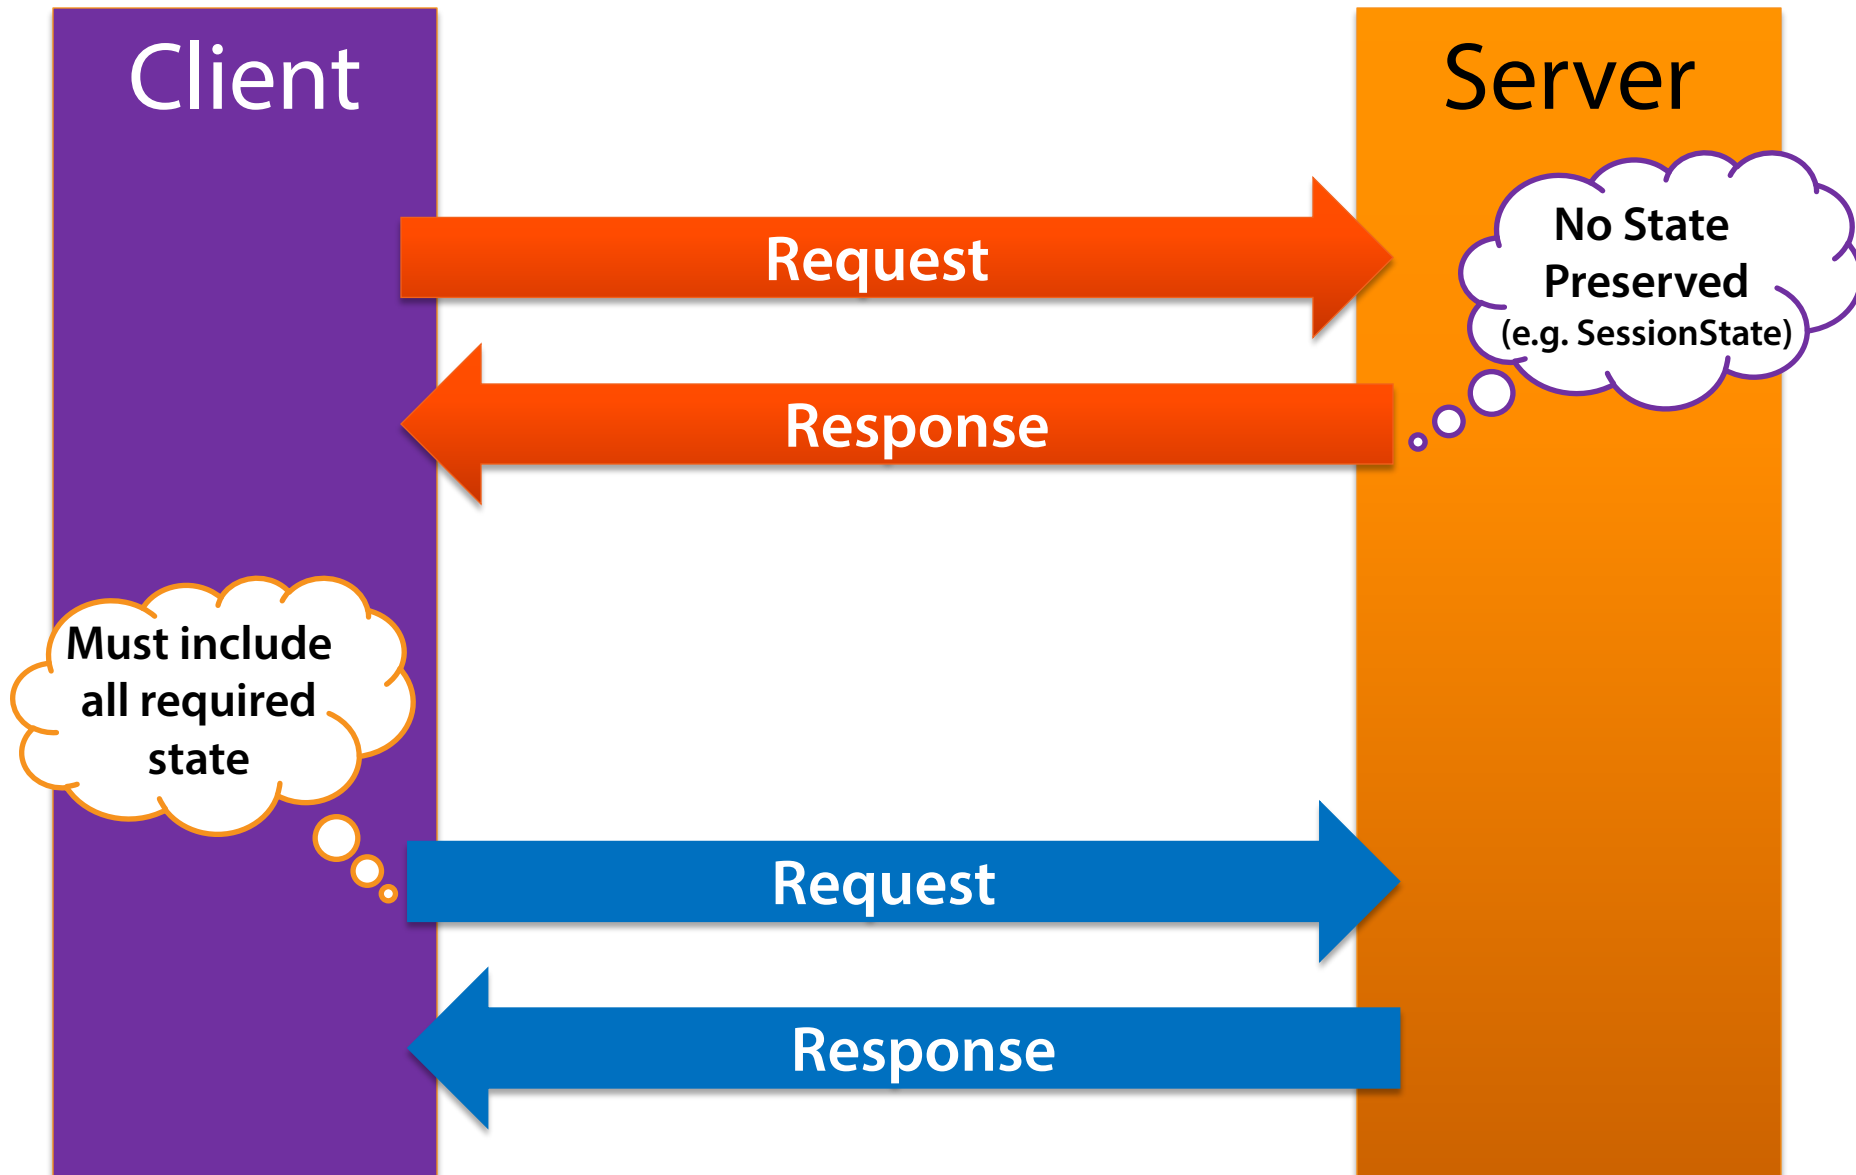 Client
Server
Request
No State
Preserved
(e.g. SessionState)
Response
Must include
all required
state
Request
Response